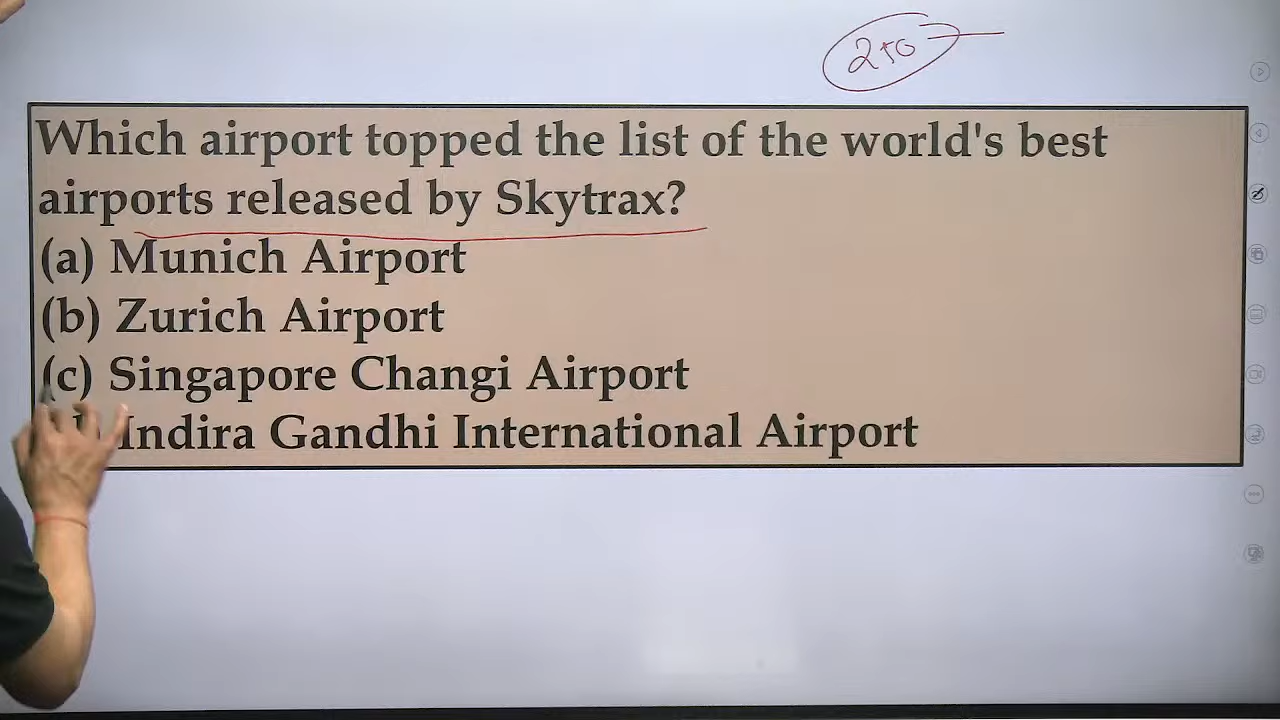 250
Which airport topped the list of the world's best
airports released by Skytrax?
(a) Munich Airport
(b) Zurich Airport
(c) Singapore Changi Airport
Indira Gandhi International Airport